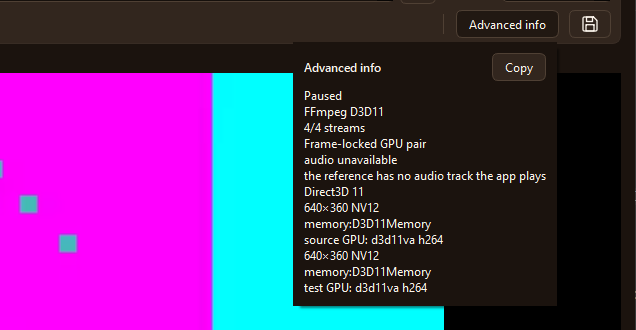 Advanced info
Advanced info
Copy
Paused
FFmpeg D3D11
4/4 streams
Frame-locked GPU pair
audio unavailable
the reference has no audio track the app plays
Direct3D 11
640×360 NV12
memory:D3D11Memory
source GPU: d3d11va h264
640×360 NV12
memory:D3D11Memory
test GPU: d3d11va h264